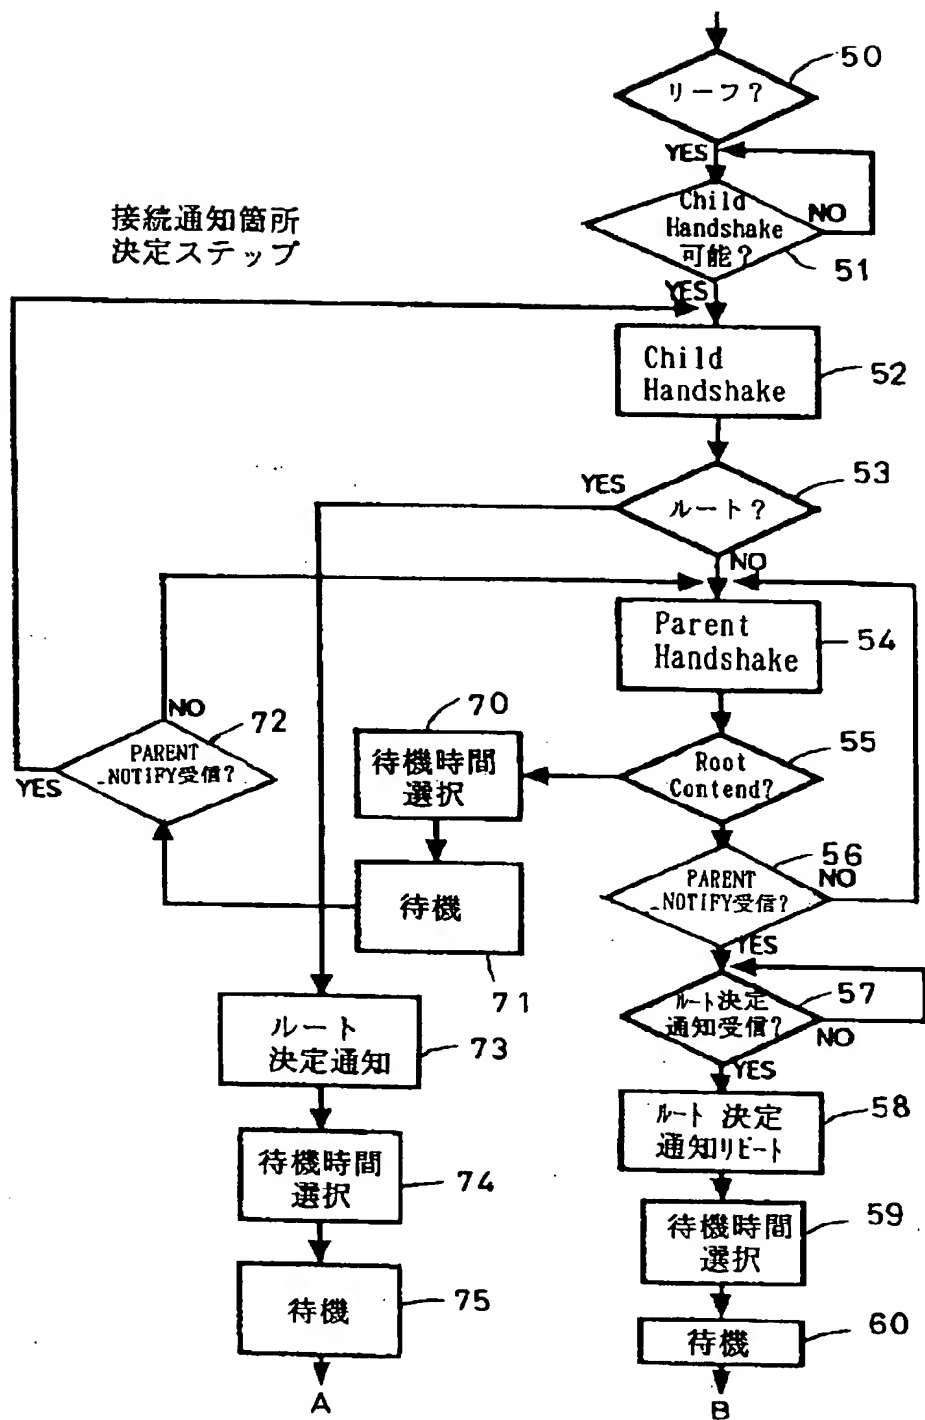 50
リーフ?
YES
Child
Handshake
可能?
NO
51
接続通知箇所
決定ステップ
YES
Child
Handshake
52
53
YES
ルート?
NO
Parent
Handshake
54
70
待機時間
選択
NO
72
PARENT
NOTIFY受信?
YES
Root
Contend?
55
56
PARENT
NOTIFY受信?
NO
YES
待機
71
ルート決定
通知受信?
57
NO
YES
ルート
決定通知
73
ルート 決定
通知リピート
58
待機時間
選択
74
待機時間
選択
59
待機
75
待機
60
A
B